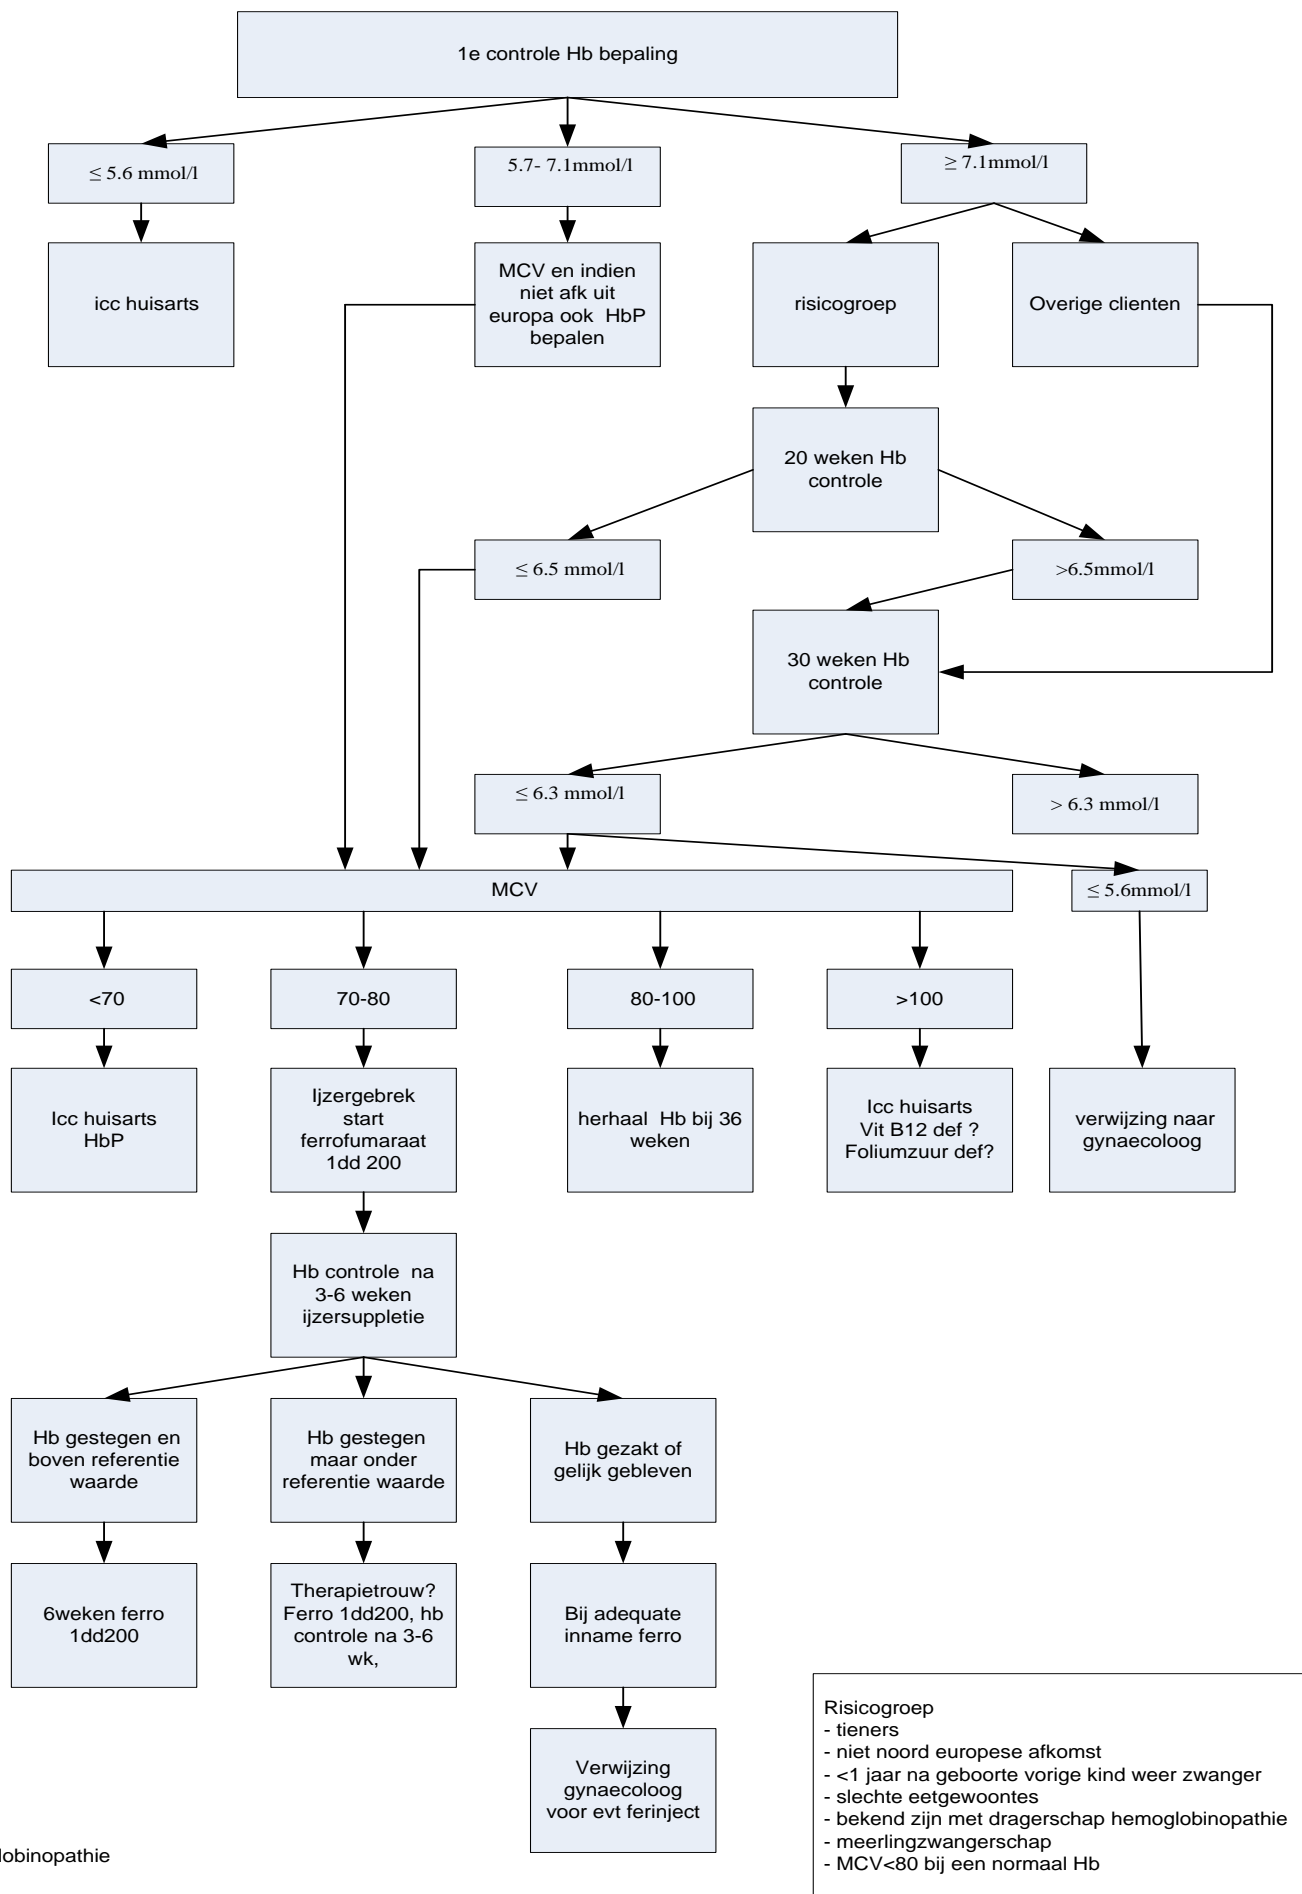 1e controle Hb bepaling
≤ 5.6 mmol/l
5.7- 7.1mmol/l
≥ 7.1mmol/l
icc huisarts
MCV en indien
niet afk uit
europa ook  HbP
bepalen
risicogroep
Overige clienten
20 weken Hb
controle
≤ 6.5 mmol/l
>6.5mmol/l
30 weken Hb
controle
≤ 6.3 mmol/l
> 6.3 mmol/l
MCV
≤ 5.6mmol/l
<70
70-80
80-100
>100
Icc huisarts
HbP
Ijzergebrek
start
ferrofumaraat
1dd 200
herhaal  Hb bij 36
weken
Icc huisarts
Vit B12 def ?
Foliumzuur def?
verwijzing naar
gynaecoloog
Hb controle  na
3-6 weken
ijzersuppletie
Hb gestegen en
boven referentie
waarde
Hb gestegen
maar onder
referentie waarde
Hb gezakt of
gelijk gebleven
6weken ferro
1dd200
Therapietrouw?
Ferro 1dd200, hb
controle na 3-6
wk,
Bij adequate
inname ferro
Verwijzing
gynaecoloog
voor evt ferinject
Risicogroep
- tieners
- niet noord europese afkomst
- <1 jaar na geboorte vorige kind weer zwanger
- slechte eetgewoontes
- bekend zijn met dragerschap hemoglobinopathie
- meerlingzwangerschap
- MCV<80 bij een normaal Hb
lobinopathie